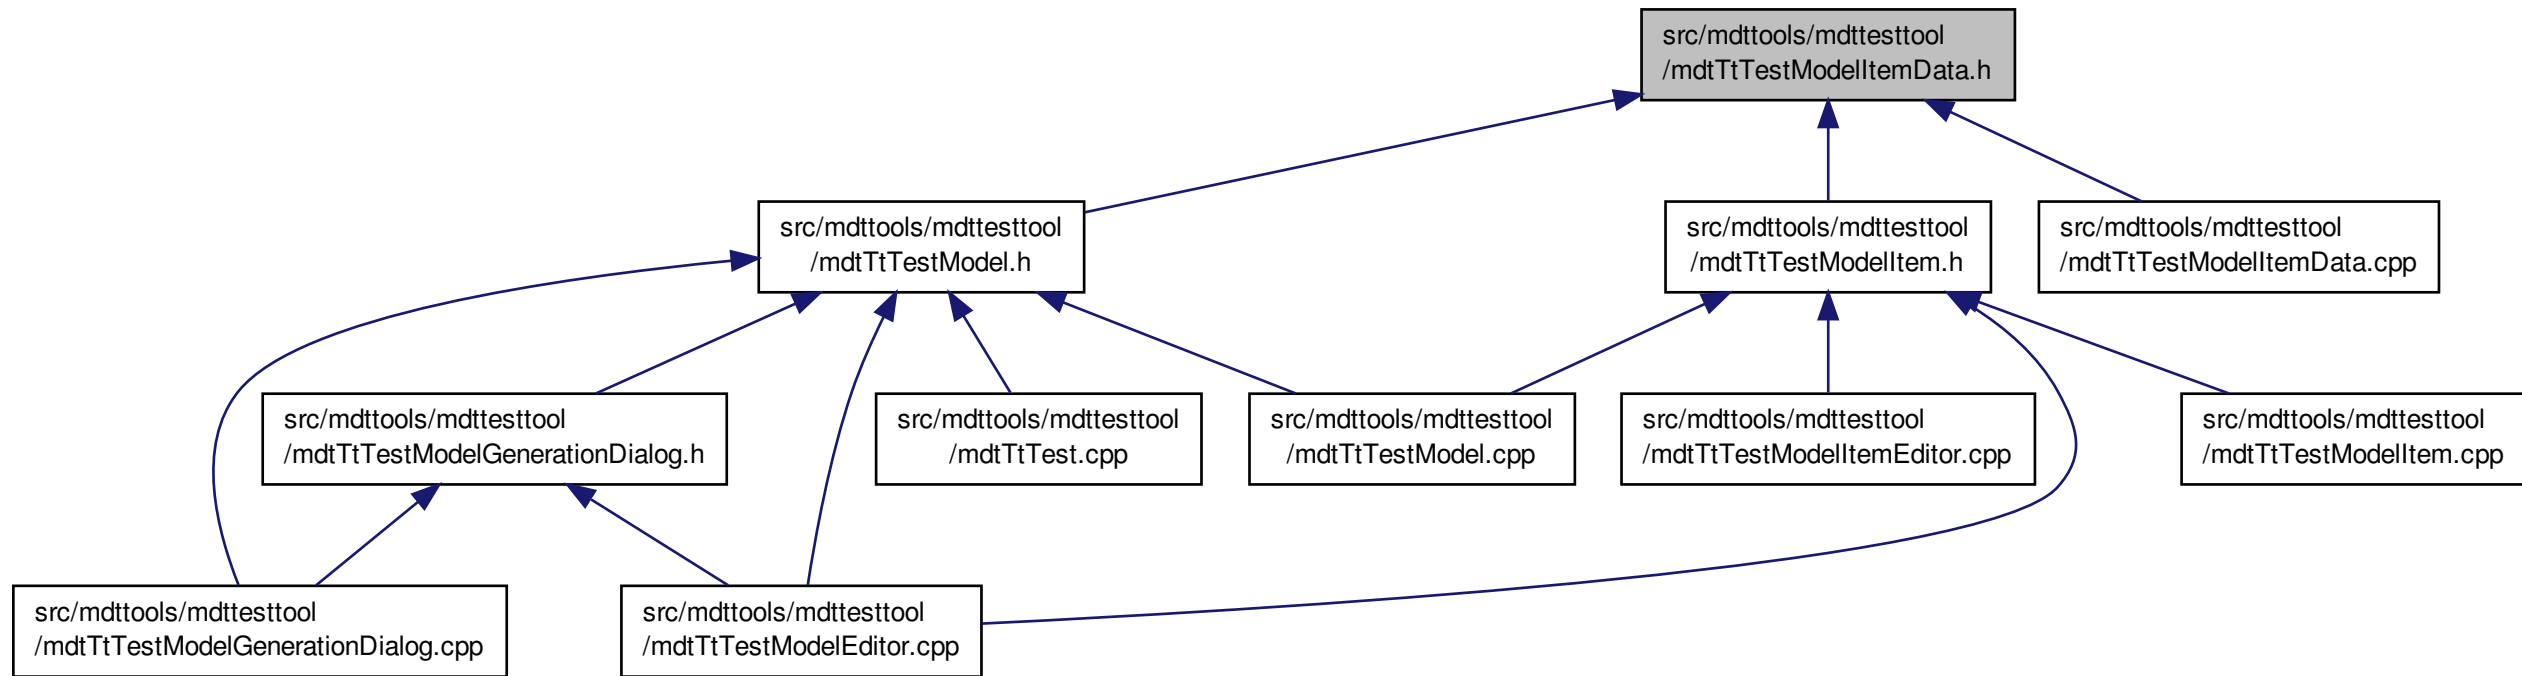 src/mdttools/mdttesttool
/mdtTtTestModelItemData.h
src/mdttools/mdttesttool
/mdtTtTestModel.h
src/mdttools/mdttesttool
/mdtTtTestModelItem.h
src/mdttools/mdttesttool
/mdtTtTestModelItemData.cpp
src/mdttools/mdttesttool
/mdtTtTestModelGenerationDialog.h
src/mdttools/mdttesttool
/mdtTtTest.cpp
src/mdttools/mdttesttool
/mdtTtTestModel.cpp
src/mdttools/mdttesttool
/mdtTtTestModelItemEditor.cpp
src/mdttools/mdttesttool
/mdtTtTestModelItem.cpp
src/mdttools/mdttesttool
/mdtTtTestModelGenerationDialog.cpp
src/mdttools/mdttesttool
/mdtTtTestModelEditor.cpp